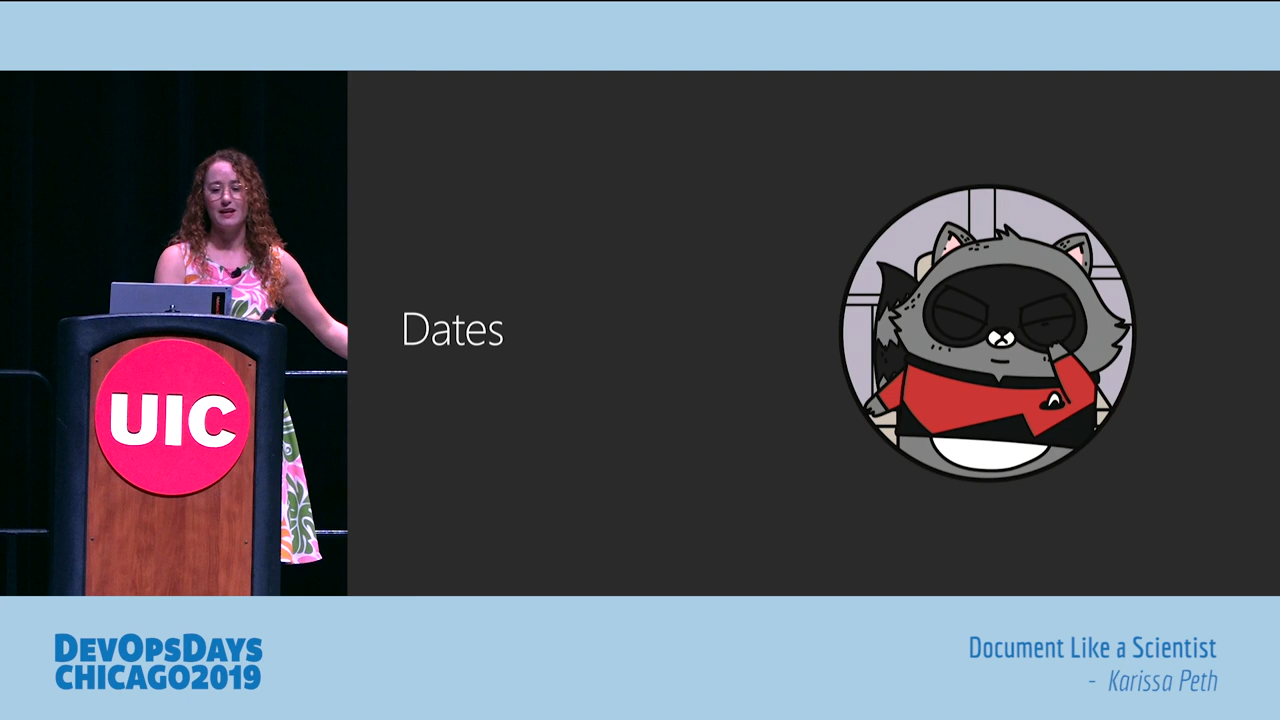 Dates
UIC
DevOpsDays
CHICAGO2019
Document Like a Scientist
- Karissa Peth